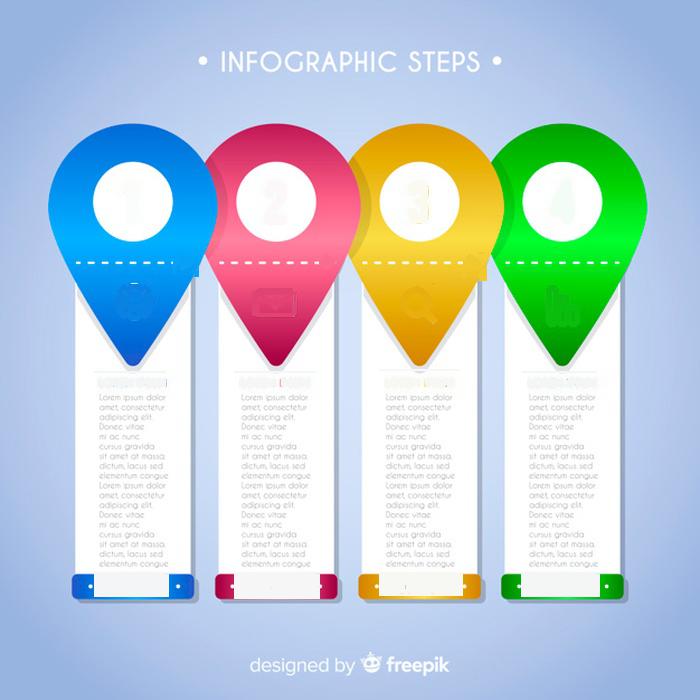 • INFOGRAPHIC STEPS •
1
2
3
4
Lorem ipsum dolor
amet, consectetur
adipiscing elit.
Donec vitae
mi ac nunc
cursus gravida
sit amet at massa,
dictum, lacus sed
elementum congue
Lorem ipsum dolor
amet, consectetur
adipiscing elit.
Donec vitae
mi ac nunc
cursus gravida
sit amet at massa,
dictum, lacus sed
elementum congue
Lorem ipsum dolor
amet, consectetur
adipiscing elit.
Donec vitae
mi ac nunc
cursus gravida
sit amet at massa,
dictum, lacus sed
elementum congue
Lorem ipsum dolor
amet, consectetur
adipiscing elit.
Donec vitae
mi ac nunc
cursus gravida
sit amet at massa,
dictum, lacus sed
elementum congue
Lorem ipsum dolor
amet, consectetur
adipiscing elit.
Donec vitae
mi ac nunc
cursus gravida
sit amet at massa,
dictum, lacus sed
elementum congue
Lorem ipsum dolor
amet, consectetur
adipiscing elit.
Donec vitae
mi ac nunc
cursus gravida
sit amet at massa,
dictum, lacus sed
elementum congue
Lorem ipsum dolor
amet, consectetur
adipiscing elit.
Donec vitae
mi ac nunc
cursus gravida
sit amet at massa,
dictum, lacus sed
elementum congue
Lorem ipsum dolor
amet, consectetur
adipiscing elit.
Donec vitae
mi ac nunc
cursus gravida
sit amet at massa,
dictum, lacus sed
elementum congue
designed by freepik